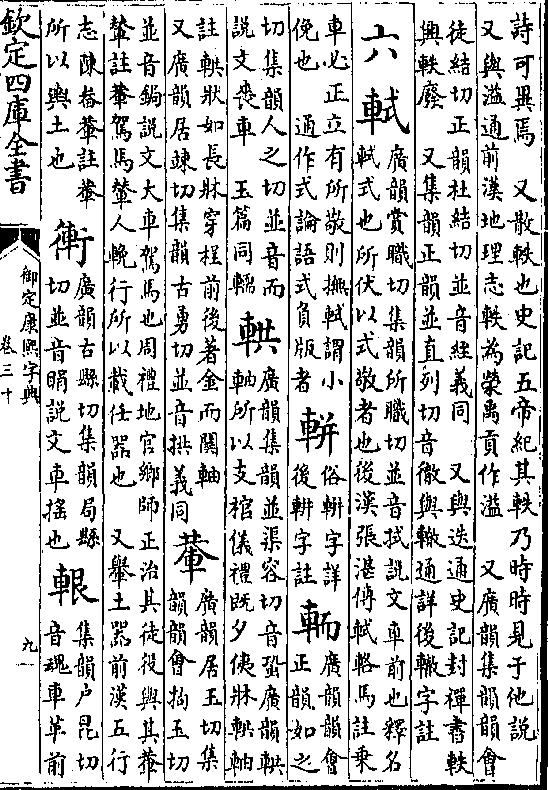 詩可異焉　又散軼也史記五帝紀其軼乃時時見于他說
又與溢通前漢地理志軼為滎禹貢作溢　又廣韻集韻韻會
徒結切正韻杜結切並音絰義同　又與迭通史記封禪書軼
興軼廢　又集韻正韻並直列切音徹與轍通詳後轍字註
六 軾 廣韻賞職切集韻所職切並音拭說文車前也釋名
軾式也所伏以式敬者也後漢張湛傳軾輅馬註乗
車必正立有所敬則撫軾謂小
俛也　通作式論語式負版者 輧 俗輧字詳
後輧字註 輀 廣韻韻會
正韻如之
切集韻人之切並音而
說文喪車　玉篇同轜 輁 廣韻集韻並渠容切音蛩廣韻輁
軸所以支棺儀禮既夕侇牀輁軸
註輁狀如長牀穿桯前後著金而關軸
又廣韻居竦切集韻古勇切並音拱義同 輂 廣韻居玉切集
韻韻會拘玉切
並音挶說文大車駕馬也周禮地官鄉師正治其徒役與其輂
輦註輂駕馬輦人輓行所以載任器也　又轝土器前漢五行
志陳畚輂註輂
所以輿土也 衝 廣韻古縣切集韻局縣
切並音睊說文車搖也 輥 集韻户昆切
音魂車革前
欽定四庫全書
御定康熙字典
卷三十
九